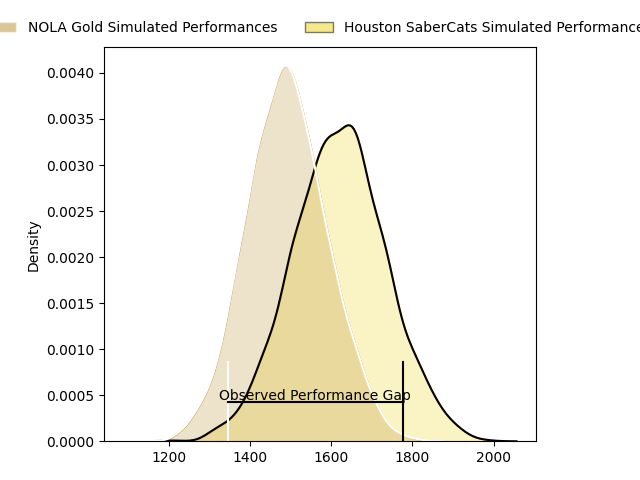 NOLA Gold Simulated Performances
Houston SaberCats Simulated Performance
Density
0.0040
0.0035
0.0030
0.0025
0.0020
0.0015
0.0010
0.0005
0.0000
Observed Performance Gap
1200 1400 1600 1800 2000